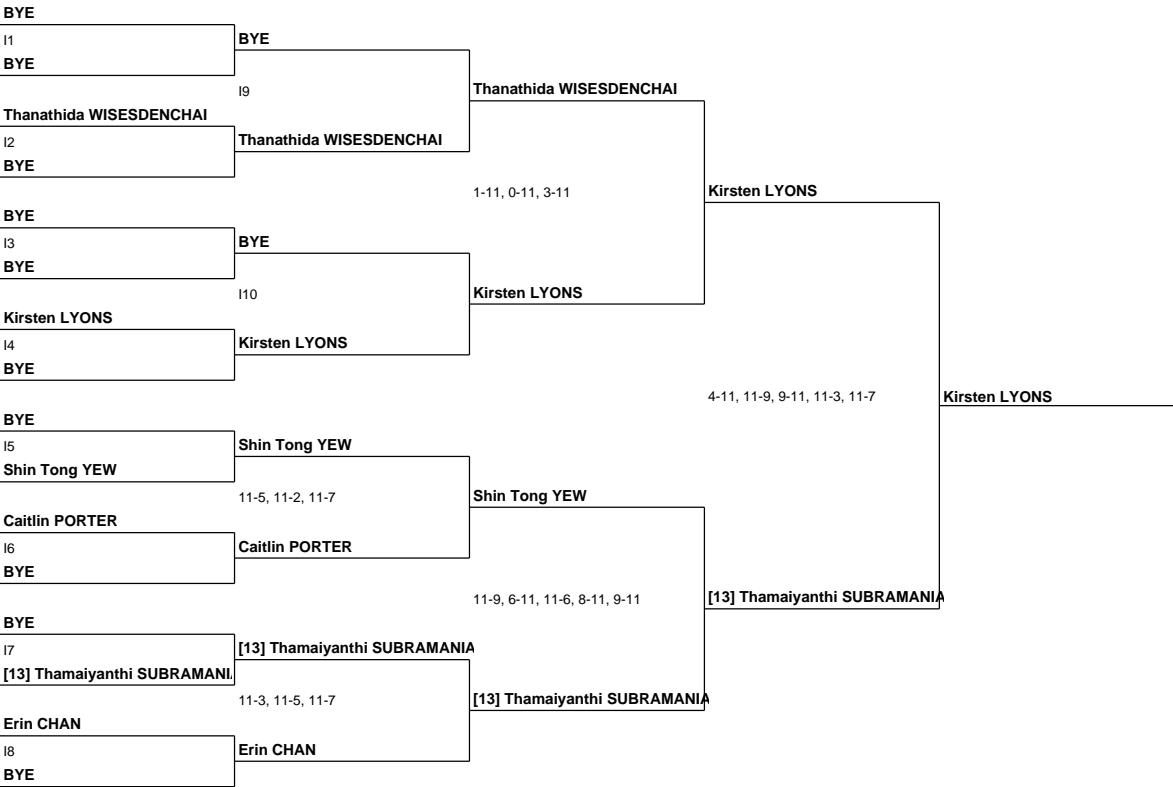 BYE
I1
BYE
BYE
I9
Thanathida WISESDENCHAI
Thanathida WISESDENCHAI
I2
Thanathida WISESDENCHAI
BYE
1-11, 0-11, 3-11
Kirsten LYONS
BYE
I3
BYE
BYE
I10
Kirsten LYONS
Kirsten LYONS
I4
Kirsten LYONS
BYE
4-11, 11-9, 9-11, 11-3, 11-7
Kirsten LYONS
BYE
I5
Shin Tong YEW
Shin Tong YEW
11-5, 11-2, 11-7
Shin Tong YEW
Caitlin PORTER
I6
Caitlin PORTER
BYE
11-9, 6-11, 11-6, 8-11, 9-11
[13] Thamaiyanthi SUBRAMANIA
BYE
I7
[13] Thamaiyanthi SUBRAMANIA
[13] Thamaiyanthi SUBRAMANI
11-3, 11-5, 11-7
[13] Thamaiyanthi SUBRAMANIA
Erin CHAN
I8
Erin CHAN
BYE